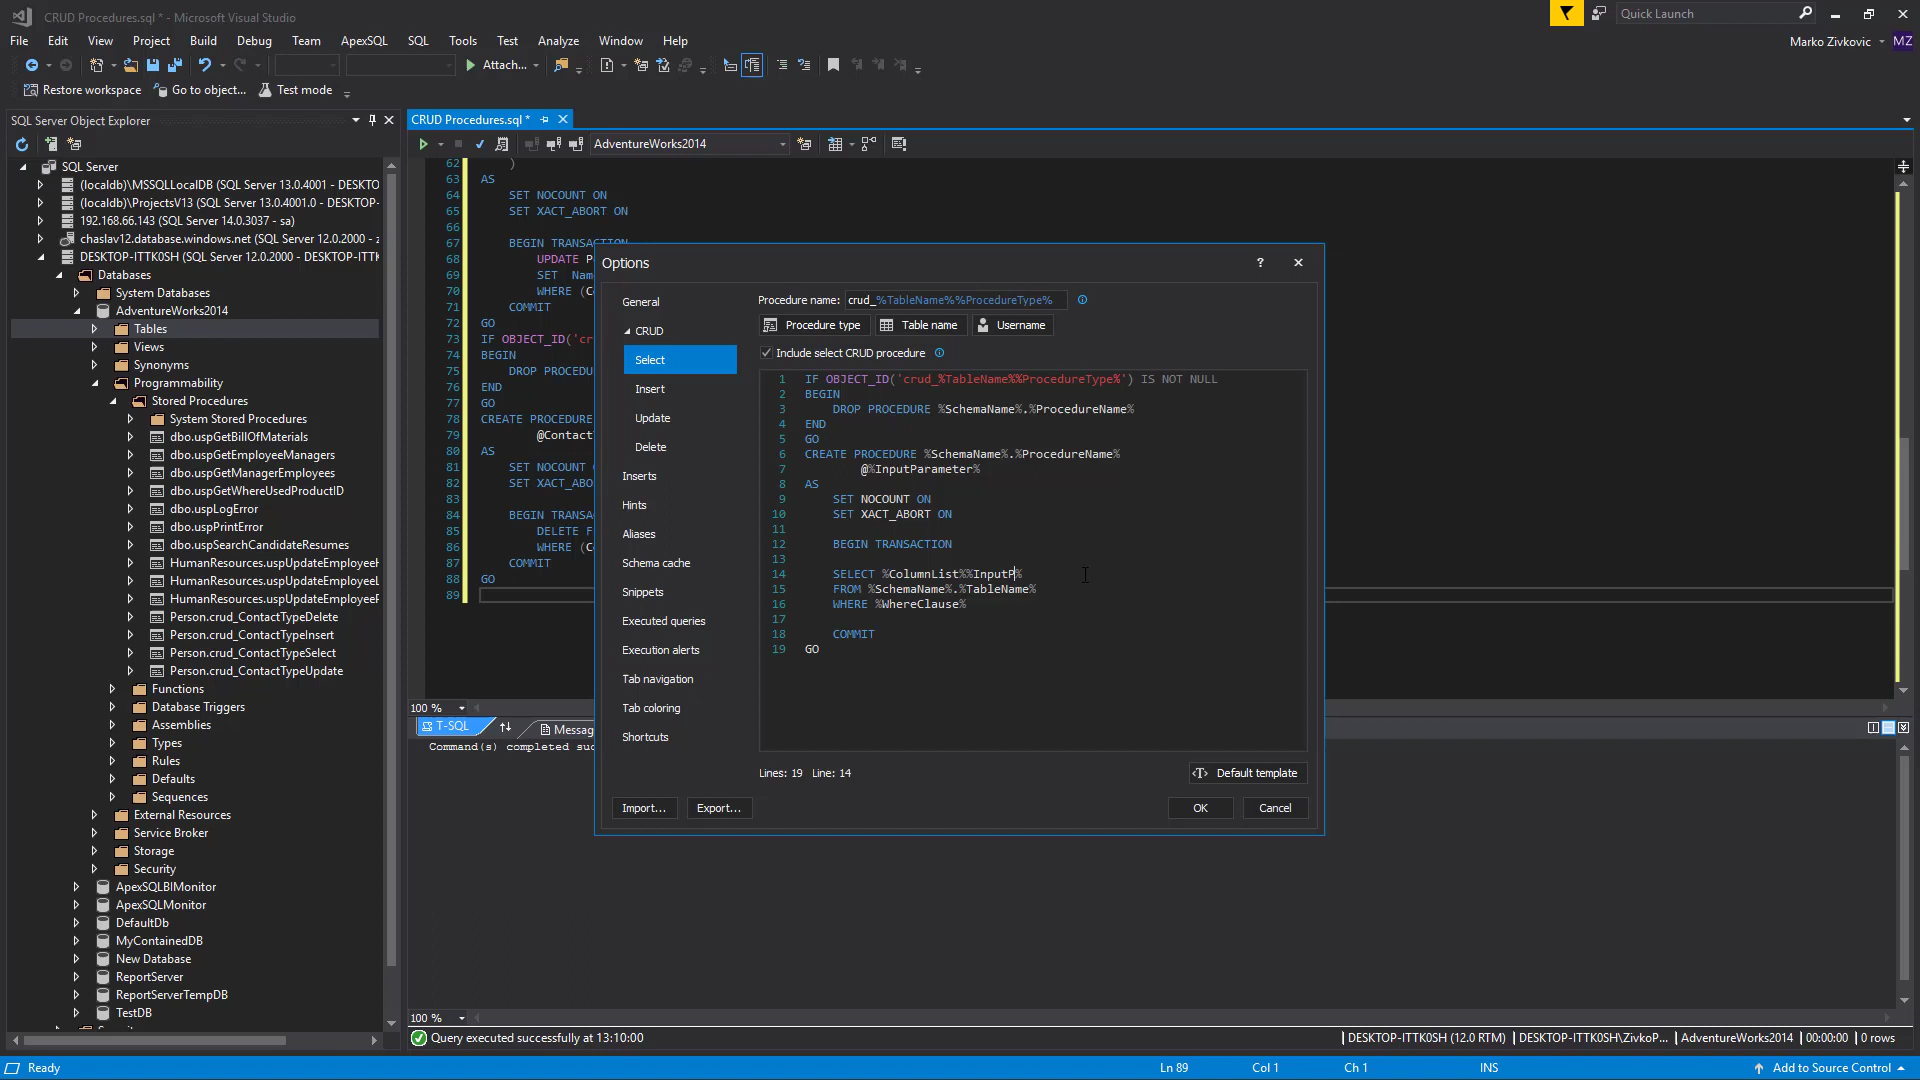 CRUD Procedures.sql * - Microsoft Visual Studio
Quick Launch
File Edit View Project Build Debug Team ApexSQL SQL Tools Test Analyze Window Help
Marko Zivkovic MZ
Attach...
Restore workspace Go to object... Test mode
SQL Server Object Explorer
SQL Server
(localdb)\MSSQLLocalDB (SQL Server 13.0.4001 - DESKTO
(localdb)\ProjectsV13 (SQL Server 13.0.4001.0 - DESKTOP-
192.168.66.143 (SQL Server 14.0.3037 - sa)
chaslav12.database.windows.net (SQL Server 12.0.2000 - z
DESKTOP-ITTK0SH (SQL Server 12.0.2000 - DESKTOP-ITTK
Databases
System Databases
AdventureWorks2014
Tables
Views
Synonyms
Programmability
Stored Procedures
System Stored Procedures
dbo.uspGetBillOfMaterials
dbo.uspGetEmployeeManagers
dbo.uspGetManagerEmployees
dbo.uspGetWhereUsedProductID
dbo.uspLogError
dbo.uspPrintError
dbo.uspSearchCandidateResumes
HumanResources.uspUpdateEmployeeH
HumanResources.uspUpdateEmployeeL
HumanResources.uspUpdateEmployeeP
Person.crud_ContactTypeDelete
Person.crud_ContactTypeInsert
Person.crud_ContactTypeSelect
Person.crud_ContactTypeUpdate
Functions
Database Triggers
Assemblies
Types
Rules
Defaults
Sequences
External Resources
Service Broker
Storage
Security
ApexSQLBIMonitor
ApexSQLMonitor
DefaultDb
MyContainedDB
New Database
ReportServer
ReportServerTempDB
TestDB
CRUD Procedures.sql *
AdventureWorks2014
62 )
63 AS
64 SET NOCOUNT ON
65 SET XACT_ABORT ON
66
67 BEGIN TRANSACTION
68 UPDATE P
69 SET Nam
70 WHERE (C
71 COMMIT
72 GO
73 IF OBJECT_ID('cr
74 BEGIN
75 DROP PROCEDU
76 END
77 GO
78 CREATE PROCEDURE
79 @Contact
80 AS
81 SET NOCOUNT O
82 SET XACT_ABO
83
84 BEGIN TRANSA
85 DELETE F
86 WHERE (C
87 COMMIT
88 GO
89
100 %
T-SQL Messag
Command(s) completed suc
100 %
Query executed successfully at 13:10:00
DESKTOP-ITTK0SH (12.0 RTM) DESKTOP-ITTK0SH\ZivkoP... AdventureWorks2014 00:00:00 0 rows
Ready Ln 89 Col 1 Ch 1 INS Add to Source Control
Options
?
General
CRUD
Select
Insert
Update
Delete
Inserts
Hints
Aliases
Schema cache
Snippets
Executed queries
Execution alerts
Tab navigation
Tab coloring
Shortcuts
Procedure name: crud_%TableName%%ProcedureType%
Procedure type Table name Username
Include select CRUD procedure
1 IF OBJECT_ID('crud_%TableName%%ProcedureType%') IS NOT NULL
2 BEGIN
3 DROP PROCEDURE %SchemaName%.%ProcedureName%
4 END
5 GO
6 CREATE PROCEDURE %SchemaName%.%ProcedureName%
7 @%InputParameter%
8 AS
9 SET NOCOUNT ON
10 SET XACT_ABORT ON
11
12 BEGIN TRANSACTION
13
14 SELECT %ColumnList%%InputP%
15 FROM %SchemaName%.%TableName%
16 WHERE %WhereClause%
17
18 COMMIT
19 GO
Lines: 19 Line: 14
Default template
Import... Export... OK Cancel